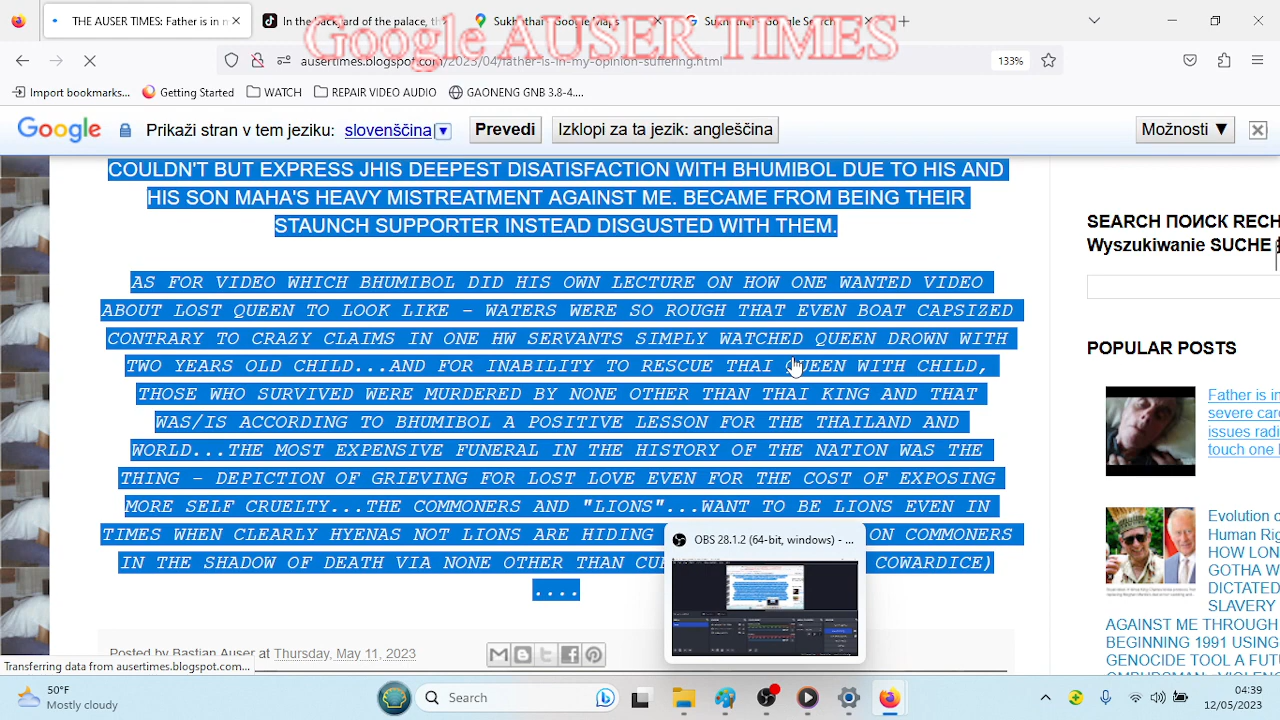 THE AUSER TIMES: Father is in m
In the backyard of the palace, th
Sukhothan - Google Maps
Google Search
Google AUSER TIMES
ausertimes.blogspot.com/2023/04/father-is-in-my-opinion-suffering.html
133%
Import bookmarks...
Getting Started
WATCH
REPAIR VIDEO AUDIO
GAONENG GNB 3.8-4....
Google
Prikaži stran v tem jeziku: slovenščina
Prevedi
Izklopi za ta jezik: angleščina
Možnosti ▼
COULDN'T BUT EXPRESS JHIS DEEPEST DISATISFACTION WITH BHUMIBOL DUE TO HIS AND
HIS SON MAHA'S HEAVY MISTREATMENT AGAINST ME. BECAME FROM BEING THEIR
STAUNCH SUPPORTER INSTEAD DISGUSTED WITH THEM.
AS FOR VIDEO WHICH BHUMIBOL DID HIS OWN LECTURE ON HOW ONE WANTED VIDEO
ABOUT LOST QUEEN TO LOOK LIKE - WATERS WERE SO ROUGH THAT EVEN BOAT CAPSIZED
CONTRARY TO CRAZY CLAIMS IN ONE HW SERVANTS SIMPLY WATCHED QUEEN DROWN WITH
TWO YEARS OLD CHILD...AND FOR INABILITY TO RESCUE THAI QUEEN WITH CHILD,
THOSE WHO SURVIVED WERE MURDERED BY NONE OTHER THAN THAI KING AND THAT
WAS/IS ACCORDING TO BHUMIBOL A POSITIVE LESSON FOR THE THAILAND AND
WORLD...THE MOST EXPENSIVE FUNERAL IN THE HISTORY OF THE NATION WAS THE
THING - DEPICTION OF GRIEVING FOR LOST LOVE EVEN FOR THE COST OF EXPOSING
MORE SELF CRUELTY...THE COMMONERS AND "LIONS"...WANT TO BE LIONS EVEN IN
TIMES WHEN CLEARLY HYENAS NOT LIONS ARE HIDING ON COMMONERS
IN THE SHADOW OF DEATH VIA NONE OTHER THAN COWARDICE)
....
Posted by Bastian Auser at Thursday, May 11, 2023
SEARCH ПОИСК RECH
Wyszukiwanie SUCHE
POPULAR POSTS
Father is in
severe car
issues radi
touch one
Evolution o
Human Rig
HOW LON
GOTHA W
DICTATED
SLAVERY
AGAINST ME THROUGH
BEGINNING 1991 USING
GENOCIDE TOOL A FUT
OBS 28.1.2 (64-bit, windows) - ...
Transferring data from ausertimes.blogspot.com...
50°F
Mostly cloudy
Search
04:39
12/05/2023